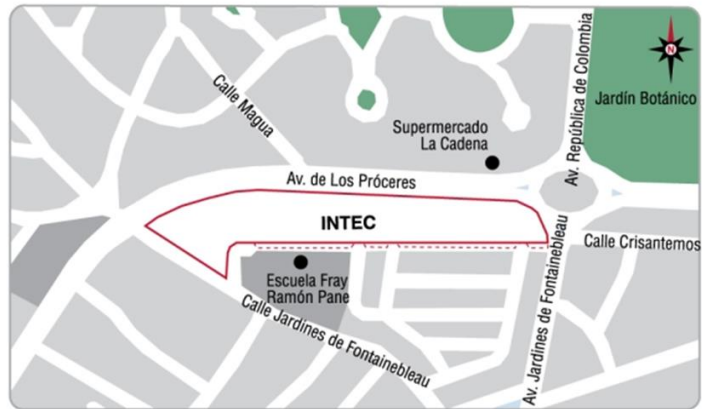 Calle Magua
Av. República de Colombia
N
Jardín Botánico
Supermercado
La Cadena
Av. de Los Próceres
INTEC
Calle Crisantemos
Escuela Fray
Ramón Pane
Calle Jardines de Fontainebleau
Av. Jardines de Fontainebleau